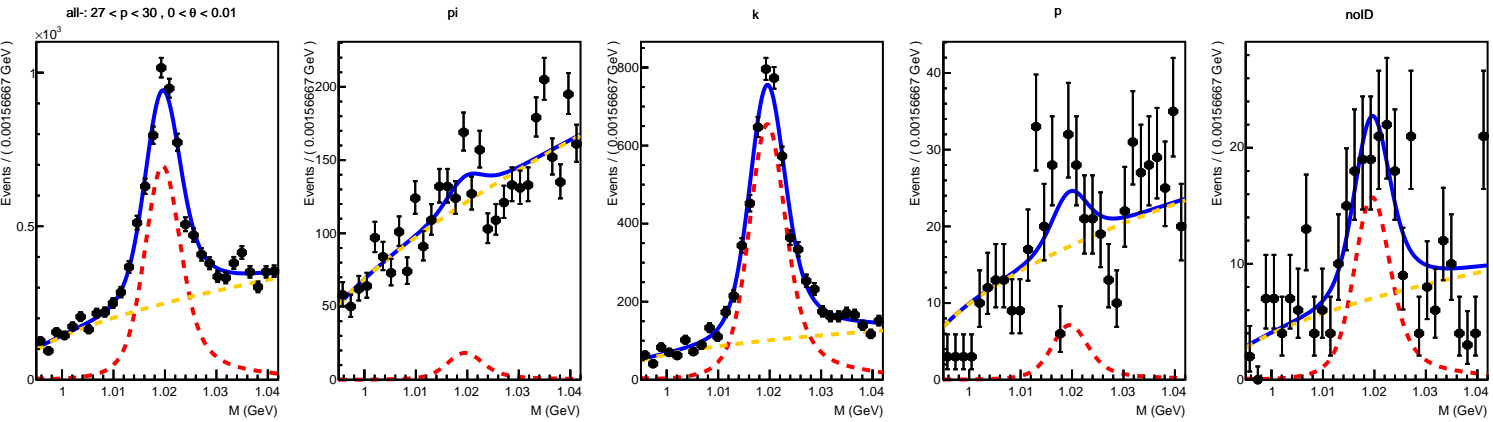 all-: 27 < p < 30 , 0 < θ < 0.01
×10³
Events / ( 0.00156667 GeV )
1
0.5
0
1 1.01 1.02 1.03 1.04
M (GeV)
pi
Events / ( 0.00156667 GeV )
200
150
100
50
0
1 1.01 1.02 1.03 1.04
M (GeV)
k
Events / ( 0.00156667 GeV )
800
600
400
200
0
1 1.01 1.02 1.03 1.04
M (GeV)
p
Events / ( 0.00156667 GeV )
40
30
20
10
0
1 1.01 1.02 1.03 1.04
M (GeV)
noID
Events / ( 0.00156667 GeV )
20
10
0
1 1.01 1.02 1.03 1.04
M (GeV)